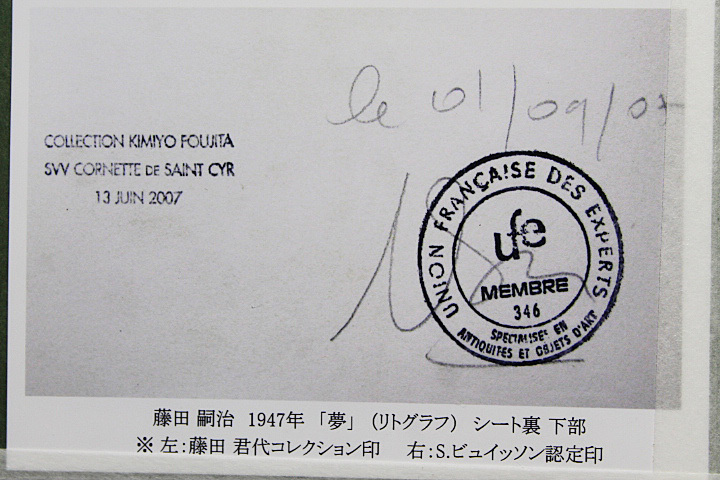 le 01/09/07
COLLECTION KIMIYO FOUJITA
SVV CORNETTE DE SAINT CYR
13 JUIN 2007
UNION FRANÇAISE DES EXPERTS
ufe
MEMBRE
346
SPECIALISES EN
ANTIQUITES ET OBJETS D'ART
藤田 嗣治 1947年 「夢」 (リトグラフ) シート裏 下部
※ 左:藤田 君代コレクション印 右:S.ビュイッソン認定印